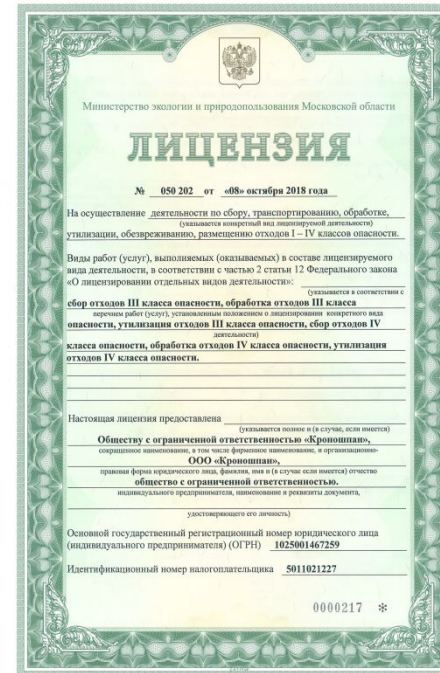 Министерство экологии и природопользования Московской области
ЛИЦЕНЗИЯ
№ 050 202 от «08» октября 2018 года
На осуществление деятельности по сбору, транспортированию, обработке,
(указывается конкретный вид лицензируемой деятельности)
утилизации, обезвреживанию, размещению отходов I – IV классов опасности.
Виды работ (услуг), выполняемых (оказываемых) в составе лицензируемого
вида деятельности, в соответствии с частью 2 статьи 12 Федерального закона
«О лицензировании отдельных видов деятельности»:
(указывается в соответствии с
сбор отходов III класса опасности, обработка отходов III класса
перечнем работ (услуг), установленным положением о лицензировании конкретного вида
опасности, утилизация отходов III класса опасности, сбор отходов IV
деятельности)
класса опасности, обработка отходов IV класса опасности, утилизация
отходов IV класса опасности.
Настоящая лицензия предоставлена
(указывается полное и (в случае, если имеется)
Обществу с ограниченной ответственностью «Кроношпан»,
сокращенное наименование, в том числе фирменное наименование, и организационно-
ООО «Кроношпан»,
правовая форма юридического лица, фамилия, имя и (в случае если имеется) отчество
общество с ограниченной ответственностью.
индивидуального предпринимателя, наименование и реквизиты документа,
удостоверяющего его личность)
Основной государственный регистрационный номер юридического лица
(индивидуального предпринимателя) (ОГРН) 1025001467259
Идентификационный номер налогоплательщика 5011021227
0000217 *